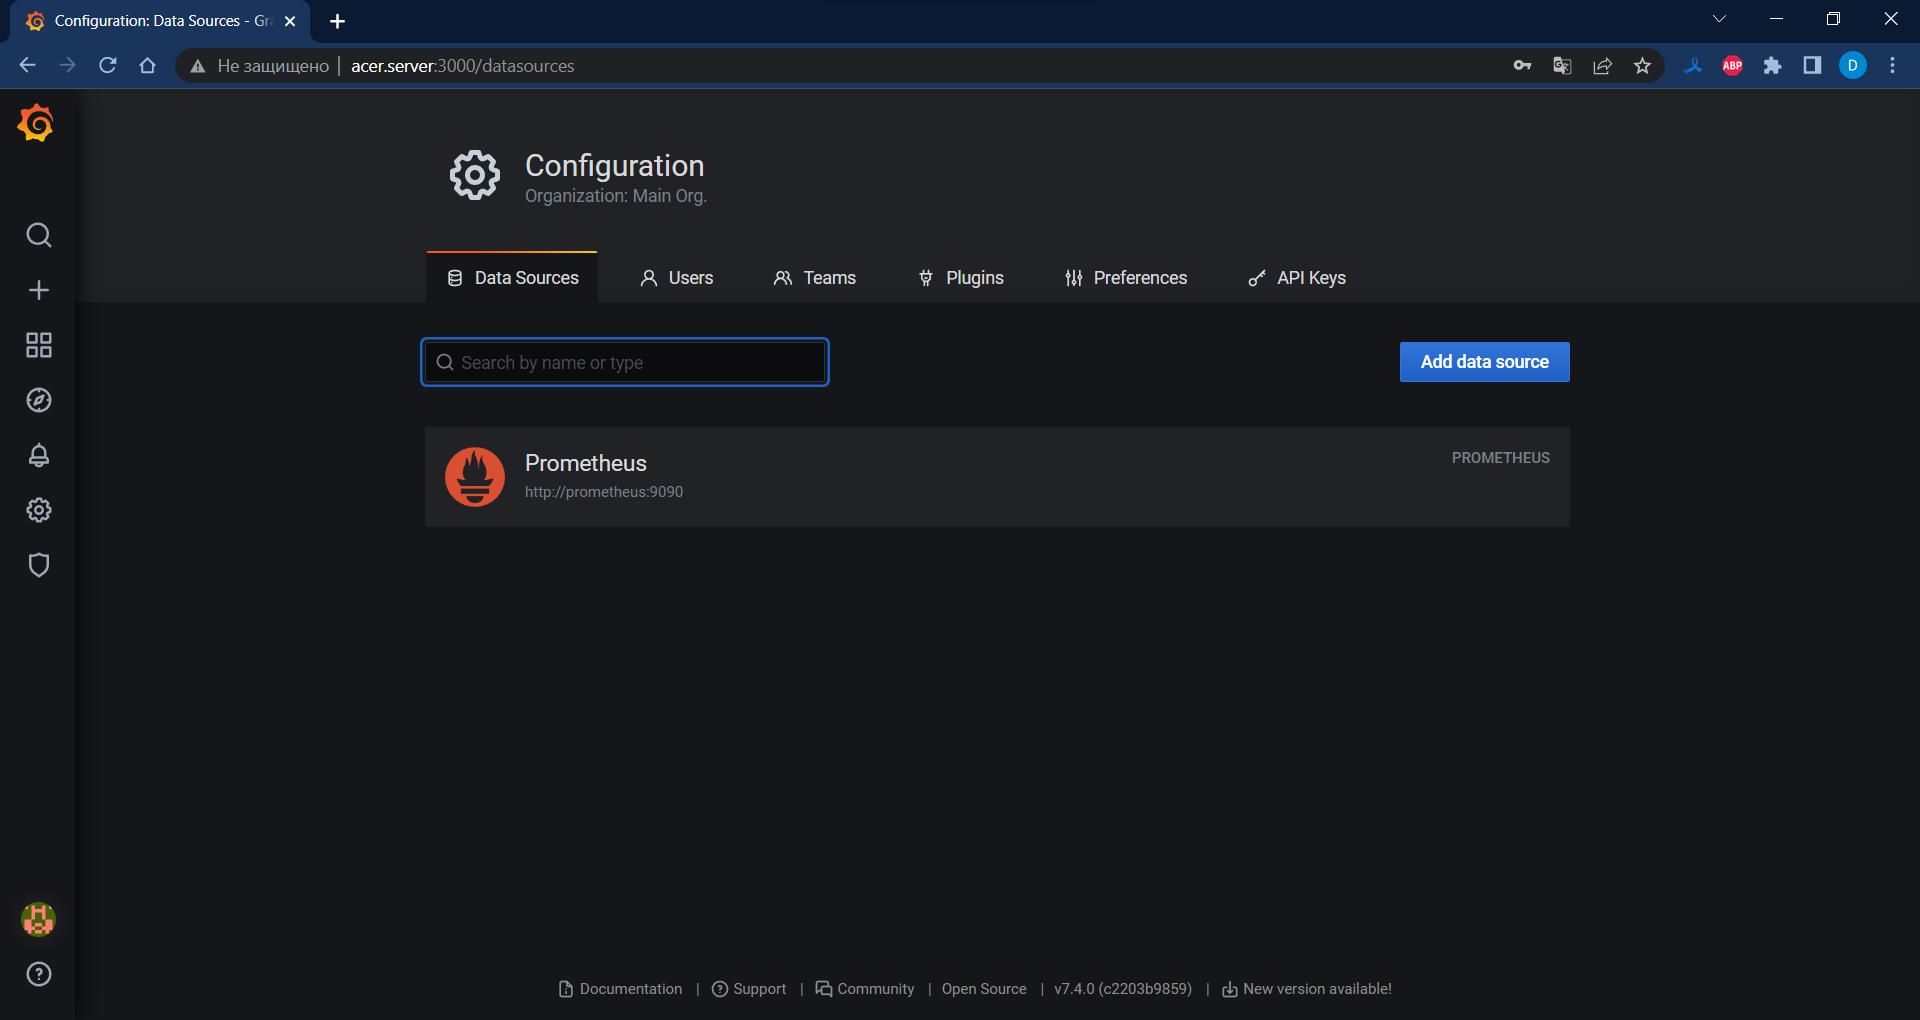 Configuration: Data Sources - Gr
Не защищено | acer.server:3000/datasources
ABP
D
Configuration
Organization: Main Org.
Data Sources
Users
Teams
Plugins
Preferences
API Keys
Search by name or type
Add data source
Prometheus
PROMETHEUS
http://prometheus:9090
Documentation | Support | Community | Open Source | v7.4.0 (c2203b9859) | New version available!